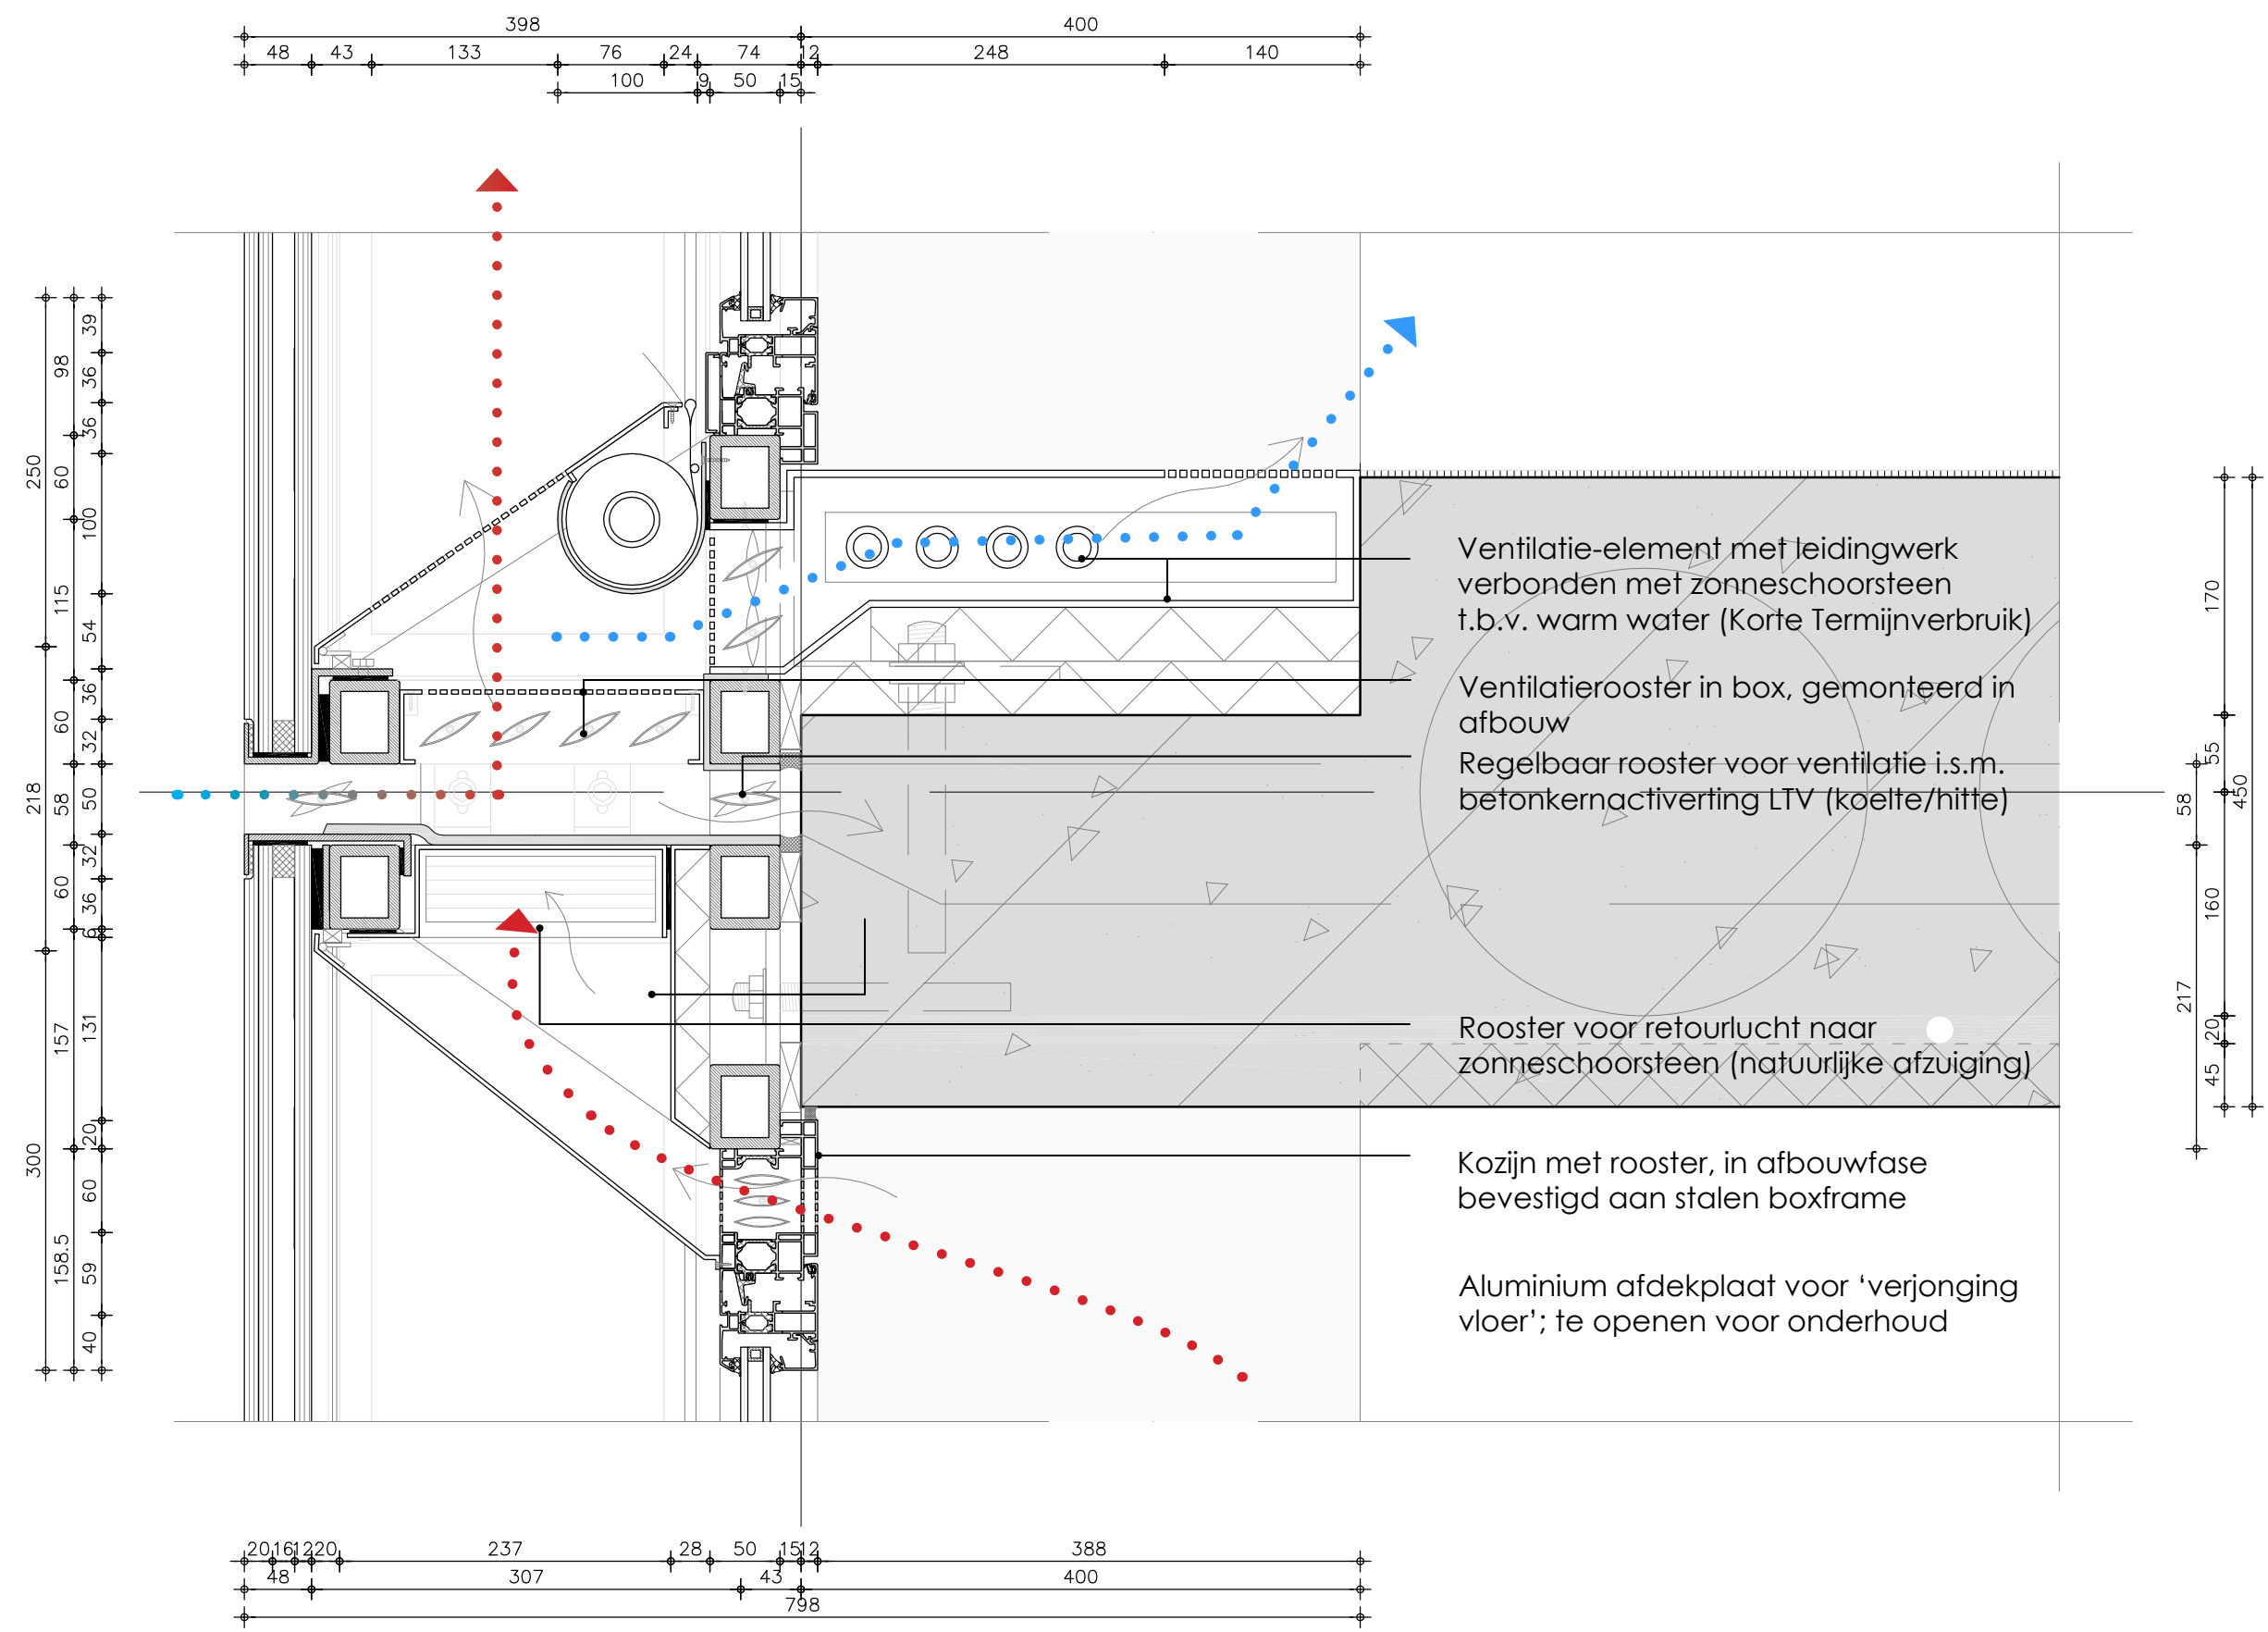 398
400
48 43 133 76 24 74 12 248 140
100 9 50 15
39
98
36
36
250
60
100
115
54
36
60
32
218
58
50
32
60
36
6
157
131
20
300
60
158.5
59
40
170
55
450
58
160
217
20
45
Ventilatie-element met leidingwerk
verbonden met zonneschoorsteen
t.b.v. warm water (Korte Termijnverbruik)
Ventilatierooster in box, gemonteerd in
afbouw
Regelbaar rooster voor ventilatie i.s.m.
betonkernactiverting LTV (koelte/hitte)
Rooster voor retourlucht naar
zonneschoorsteen (natuurlijke afzuiging)
Kozijn met rooster, in afbouwfase
bevestigd aan stalen boxframe
Aluminium afdekplaat voor ‘verjonging
vloer’; te openen voor onderhoud
20 16 12 20 237 28 50 15 12 388
48 307 43 400
798